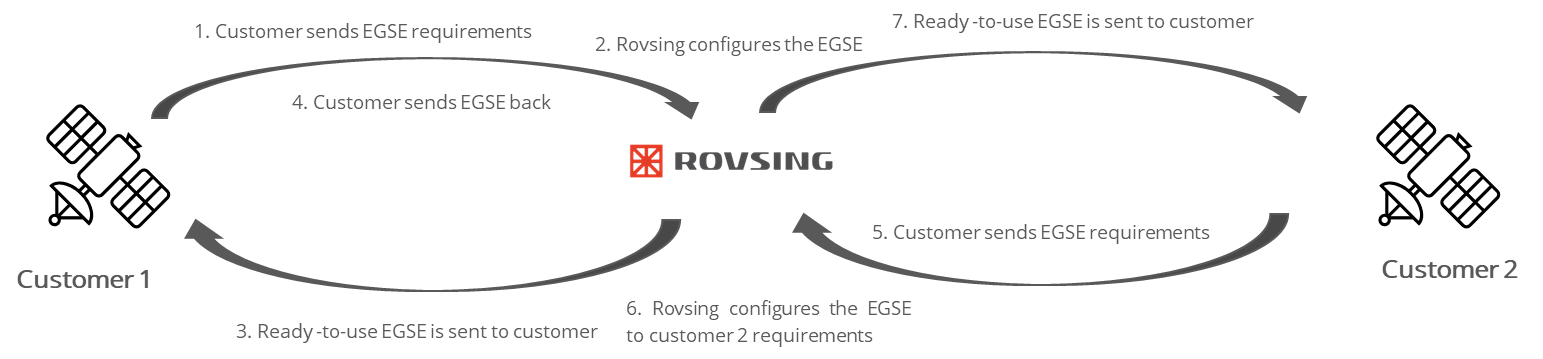 7. Ready -to-use EGSE is sent to customer
1. Customer sends EGSE requirements
2. Rovsing configures the EGSE
4. Customer sends EGSE back
ROVSING
5. Customer sends EGSE requirements
Customer 1
Customer 2
6. Rovsing configures the EGSE
to customer 2 requirements
3. Ready -to-use EGSE is sent to customer